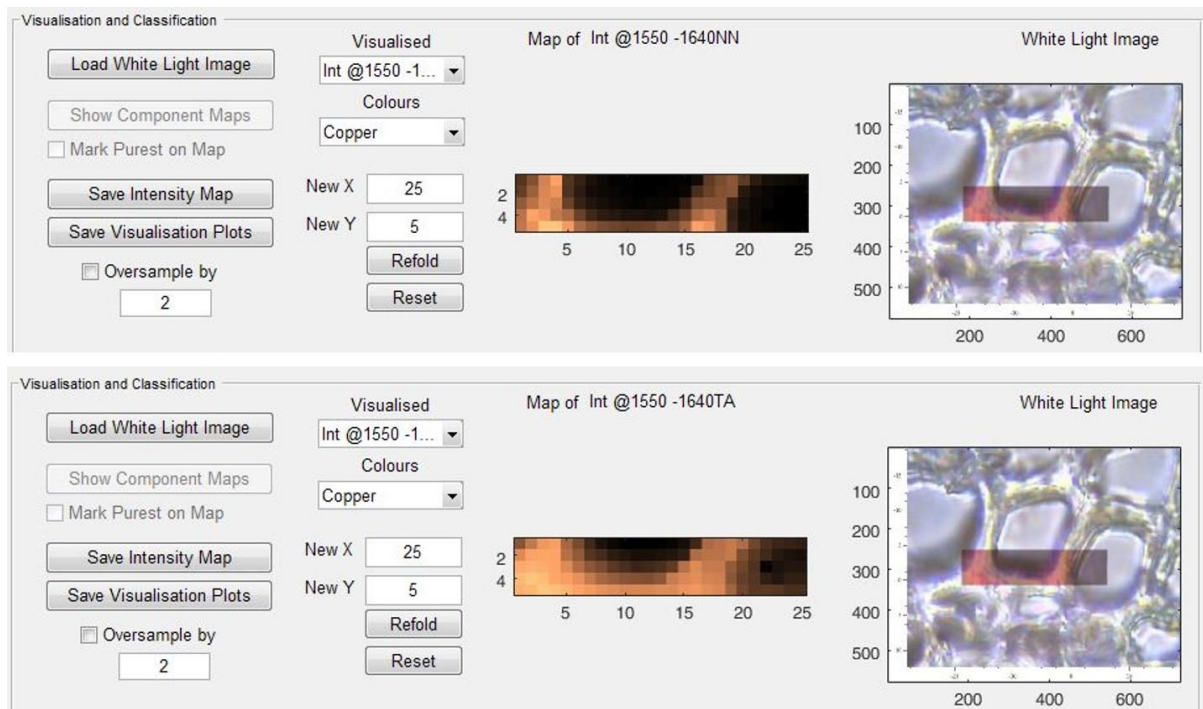 Visualisation and Classification
Load White Light Image
Show Component Maps
Mark Purest on Map
Save Intensity Map
Save Visualisation Plots
Oversample by
2
Visualised
Int @1550 -1...
Colours
Copper
New X 25
New Y 5
Refold
Reset
Map of Int @1550 -1640NN
2
4
5 10 15 20 25
White Light Image
100
200
300
400
500
200 400 600
Visualisation and Classification
Load White Light Image
Show Component Maps
Mark Purest on Map
Save Intensity Map
Save Visualisation Plots
Oversample by
2
Visualised
Int @1550 -1...
Colours
Copper
New X 25
New Y 5
Refold
Reset
Map of Int @1550 -1640TA
2
4
5 10 15 20 25
White Light Image
100
200
300
400
500
200 400 600